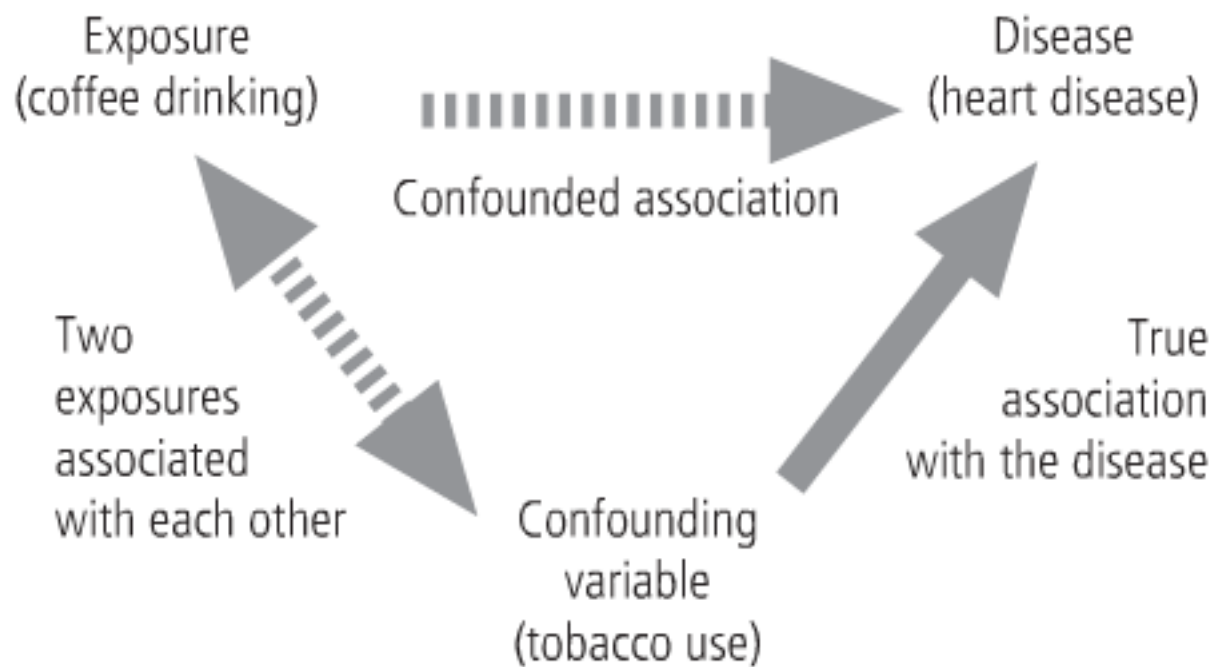 Exposure
(coffee drinking)
Disease
(heart disease)
Confounded association
Two
exposures
associated
with each other
True
association
with the disease
Confounding
variable
(tobacco use)